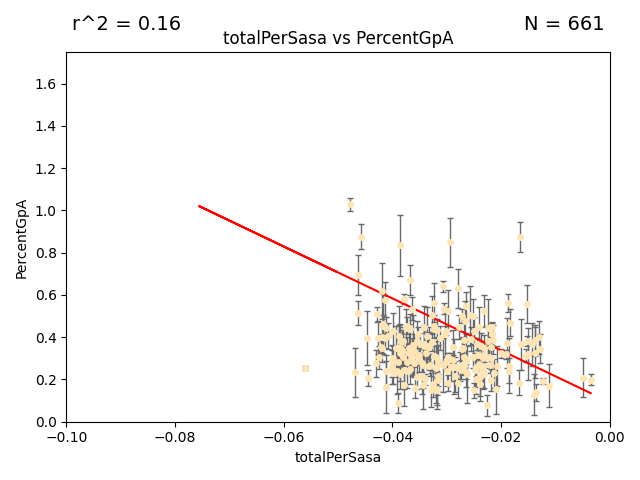 r^2 = 0.16
N = 661
totalPerSasa vs PercentGpA
PercentGpA
1.6
1.4
1.2
1.0
0.8
0.6
0.4
0.2
0.0
−0.10 −0.08 −0.06 −0.04 −0.02 0.00
totalPerSasa